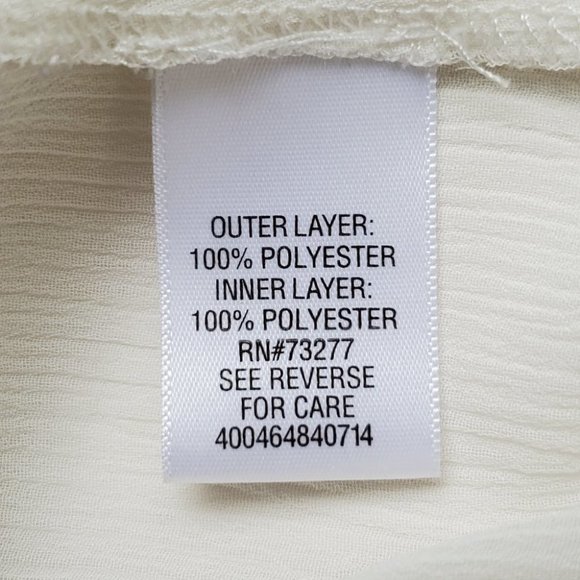 OUTER LAYER:
100% POLYESTER
INNER LAYER:
100% POLYESTER
RN#73277
SEE REVERSE
FOR CARE
400464840714